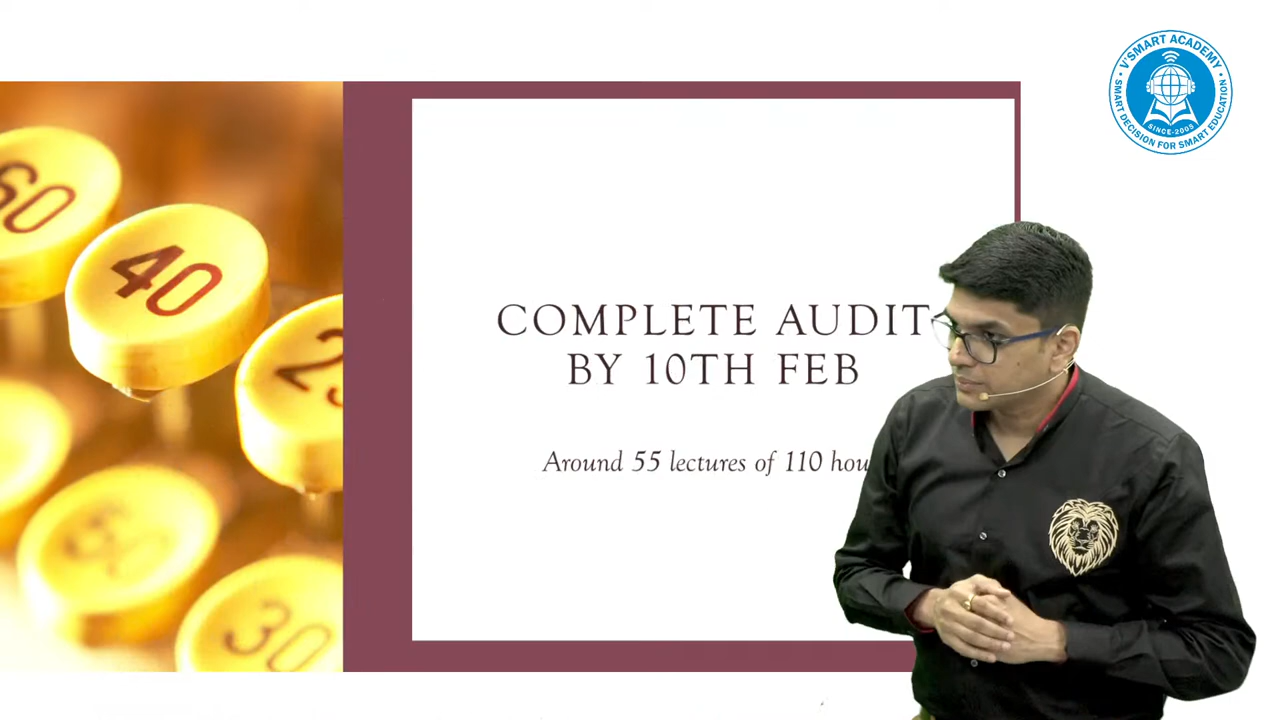 V'SMART ACADEMY
SMART DECISION FOR SMART EDUCATION
SINCE-2005
60
40
COMPLETE AUDIT
BY 10TH FEB
Around 55 lectures of 110
30